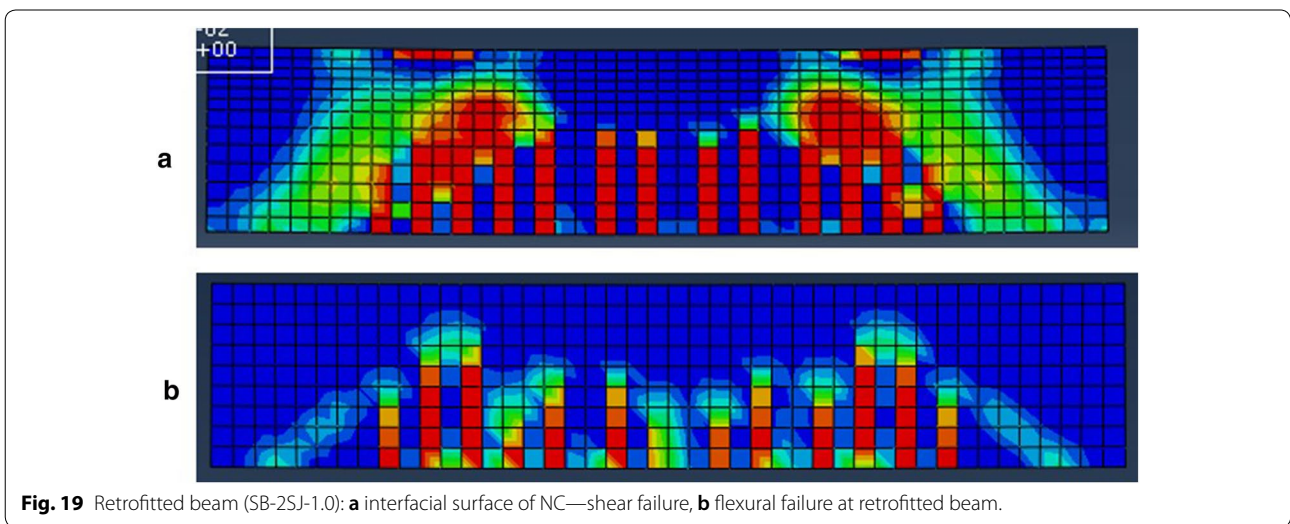 -02
+00
a
b
Fig. 19 Retrofitted beam (SB-2SJ-1.0): a interfacial surface of NC—shear failure, b flexural failure at retrofitted beam.